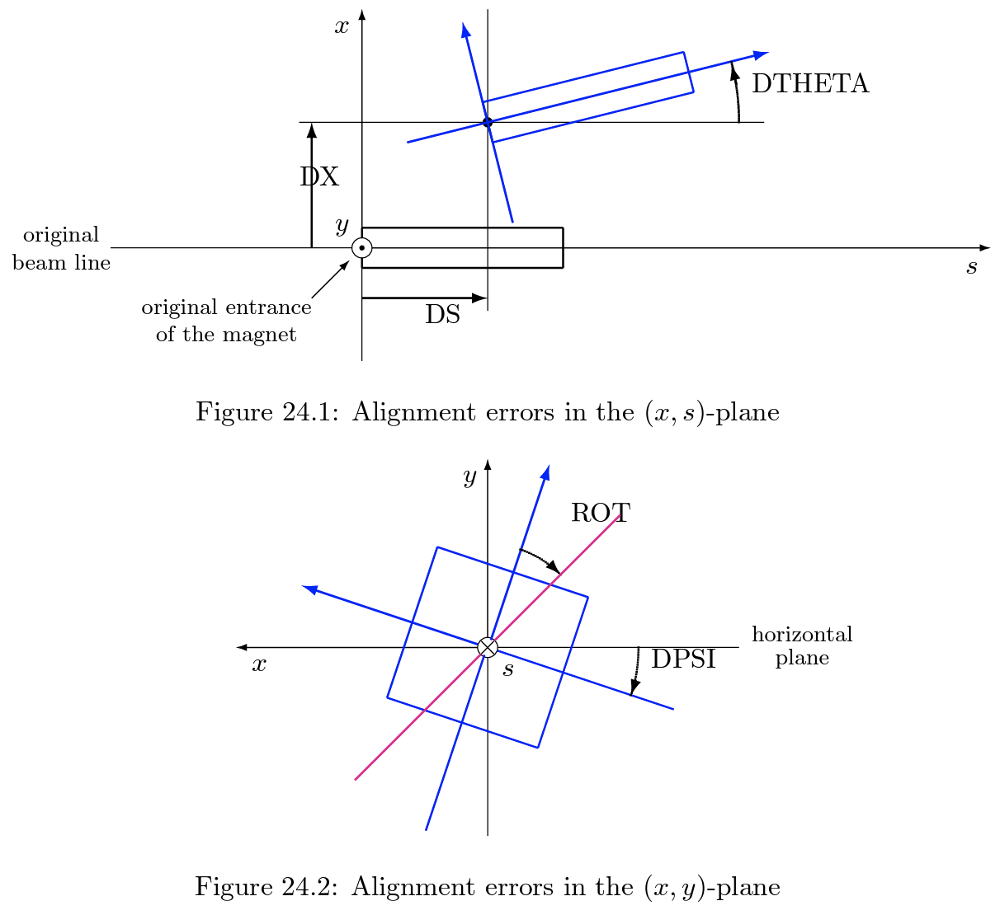 x
DTHETA
DX
y
original
beam line
s
original entrance
of the magnet
DS
Figure 24.1: Alignment errors in the (x, s)-plane
y
ROT
horizontal
plane
DPSI
x
s
Figure 24.2: Alignment errors in the (x, y)-plane